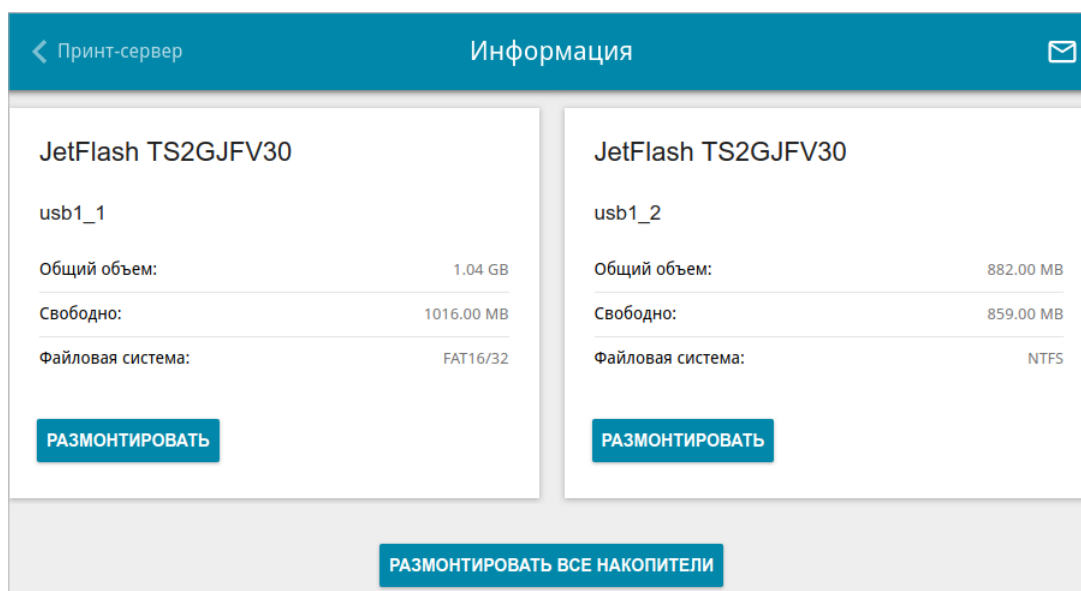 Принт-сервер
Информация
JetFlash TS2GJFV30
usb1_1
Общий объем: 1.04 GB
Свободно: 1016.00 MB
Файловая система: FAT16/32
РАЗМОНТИРОВАТЬ
JetFlash TS2GJFV30
usb1_2
Общий объем: 882.00 MB
Свободно: 859.00 MB
Файловая система: NTFS
РАЗМОНТИРОВАТЬ
РАЗМОНТИРОВАТЬ ВСЕ НАКОПИТЕЛИ